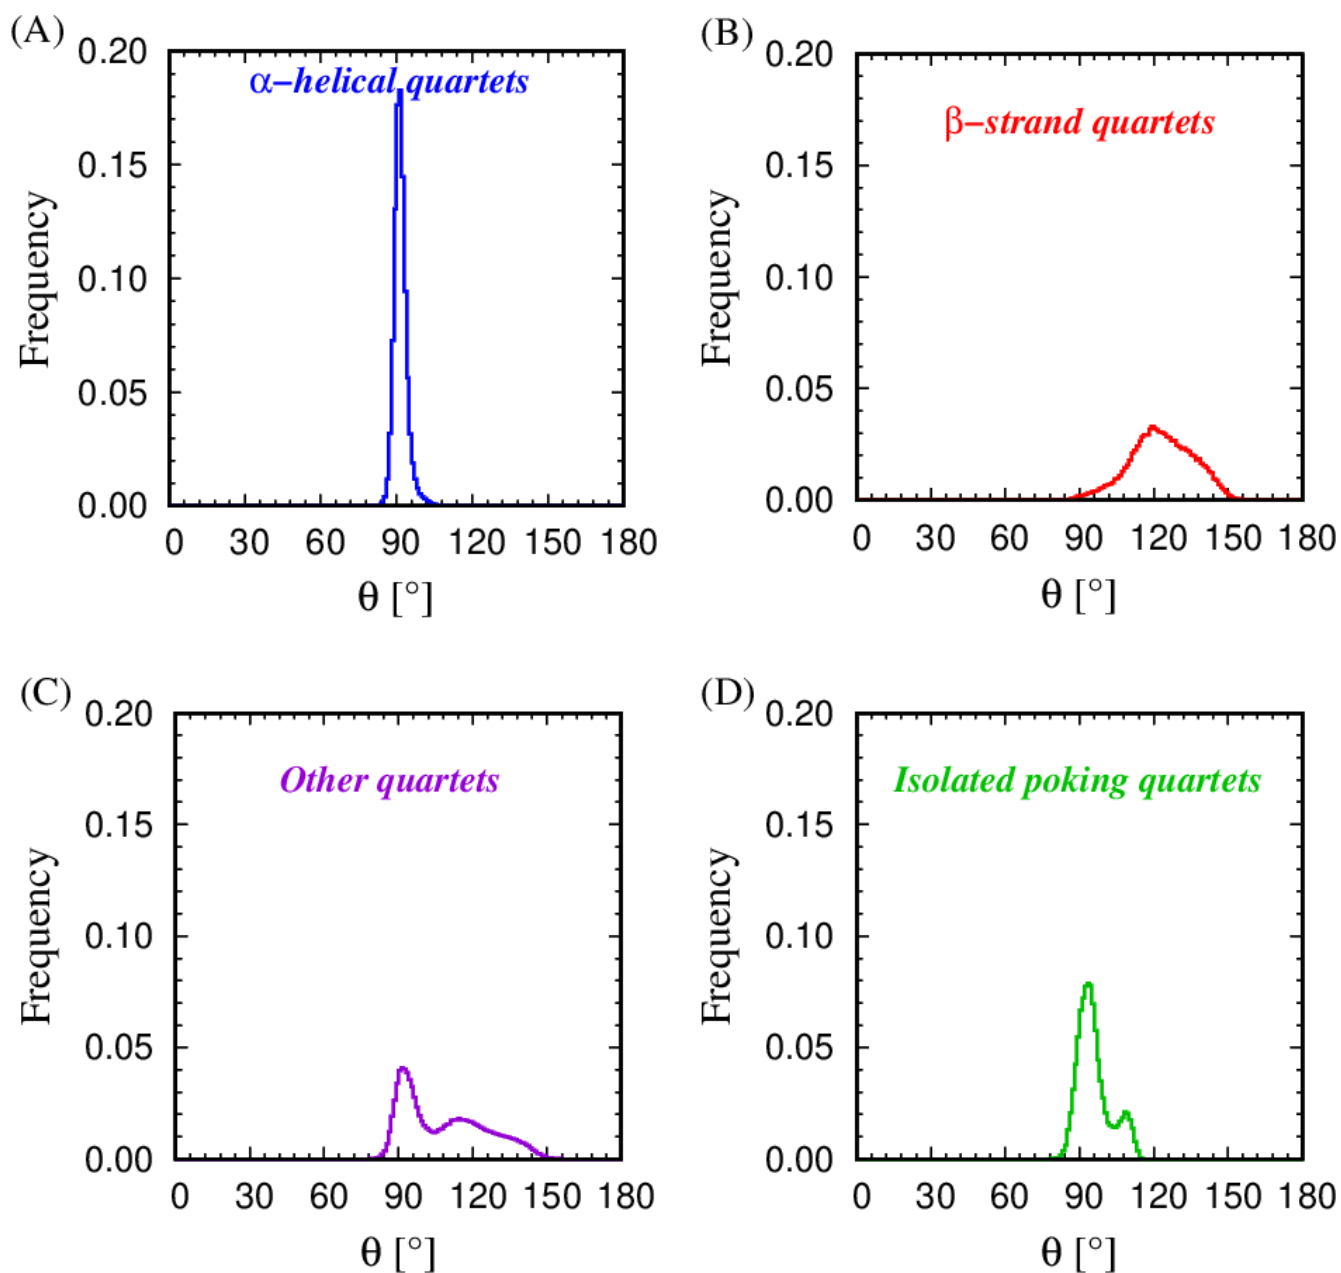 (A)
α–helical quartets
Frequency
0.20
0.15
0.10
0.05
0.00
0 30 60 90 120 150 180
θ [°]
(B)
β–strand quartets
Frequency
0.20
0.15
0.10
0.05
0.00
0 30 60 90 120 150 180
θ [°]
(C)
Other quartets
Frequency
0.20
0.15
0.10
0.05
0.00
0 30 60 90 120 150 180
θ [°]
(D)
Isolated poking quartets
Frequency
0.20
0.15
0.10
0.05
0.00
0 30 60 90 120 150 180
θ [°]